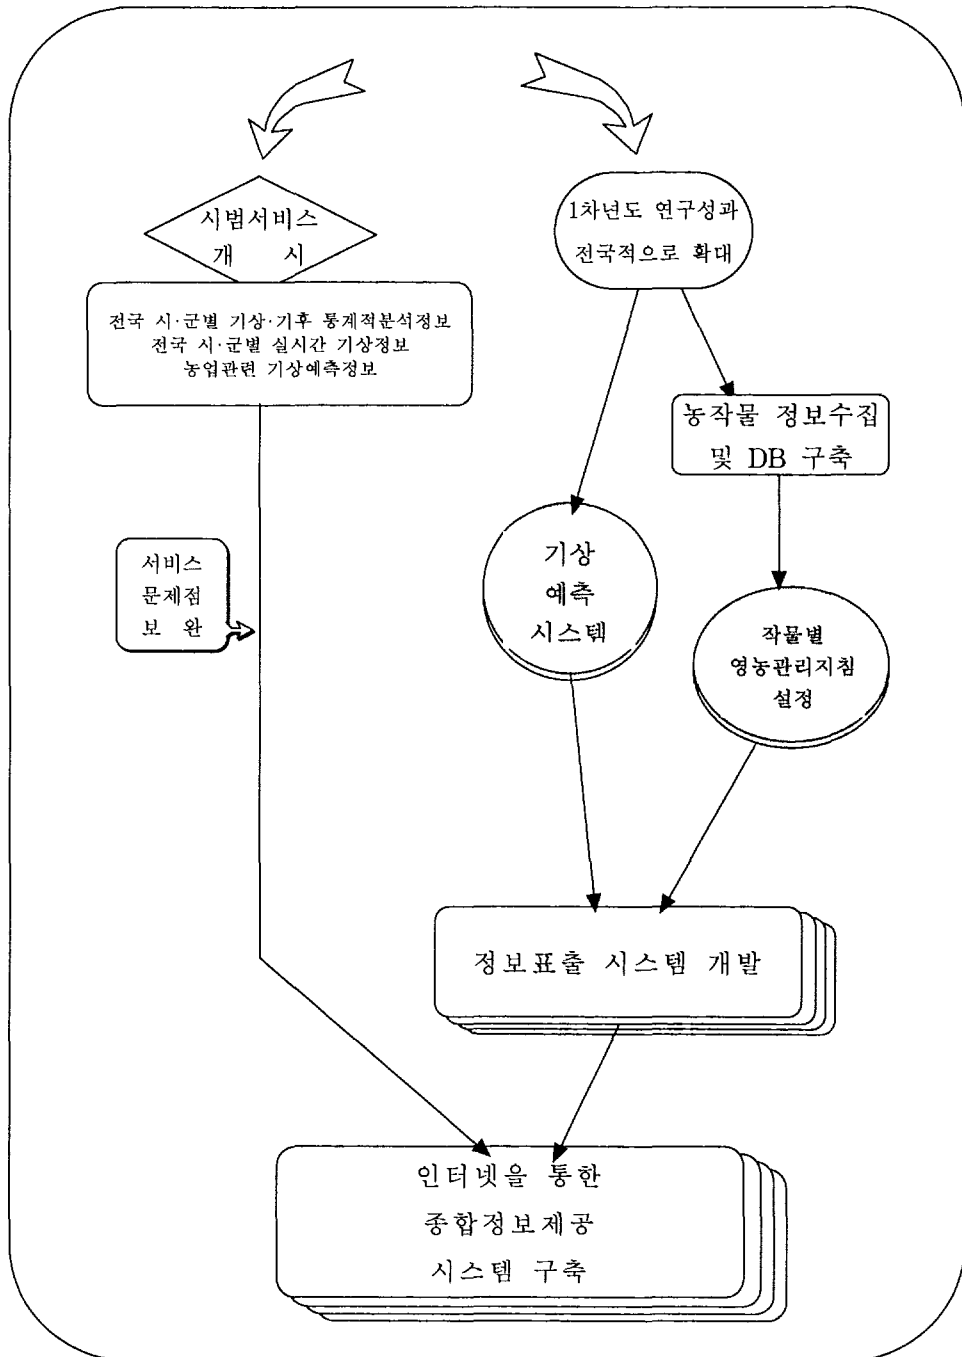 시범서비스
개 시
전국 시·군별 기상·기후 통계적분석정보
전국 시·군별 실시간 기상정보
농업관련 기상예측정보
서비스
문제점
보 완
1차년도 연구성과
전국적으로 확대
농작물 정보수집
및 DB 구축
기상
예측
시스템
작물별
영농관리지침
설정
정보표출 시스템 개발
인터넷을 통한
종합정보제공
시스템 구축